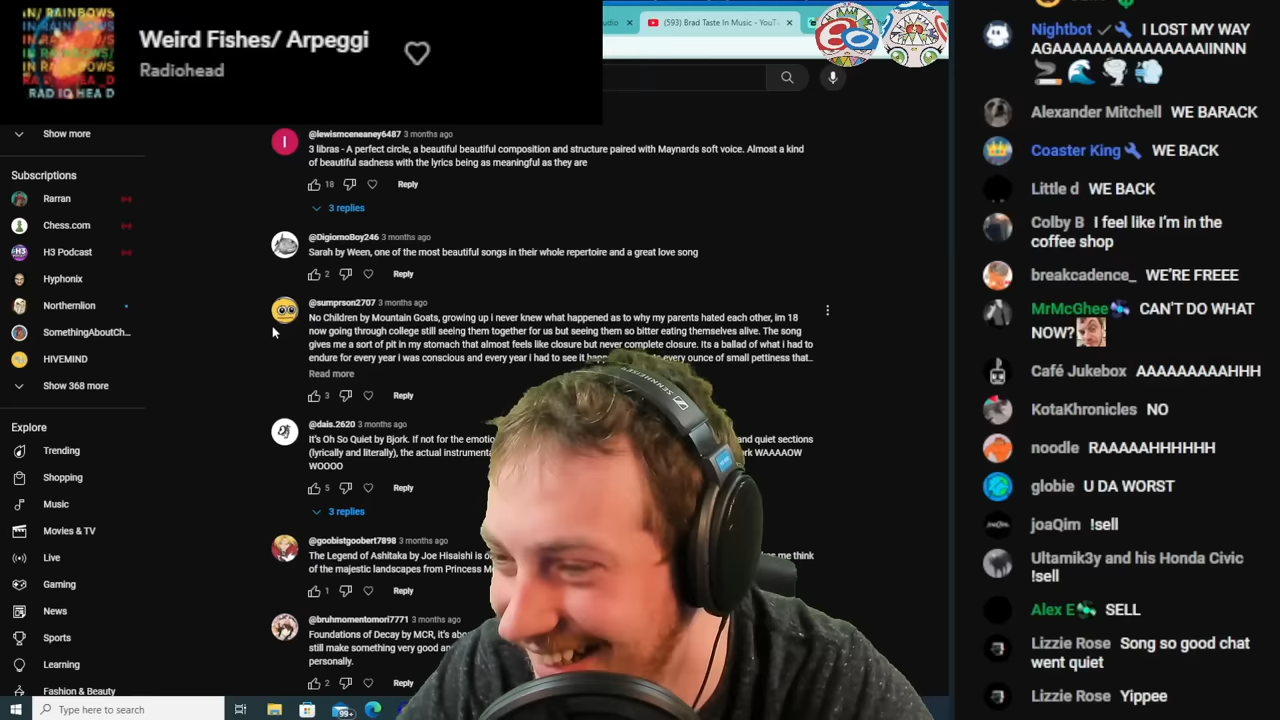 IN/ RAINBOWS
Weird Fishes/ Arpeggi
Radiohead
RAD IO HEA D
(593) Brad Taste In Music - YouTu
Show more
Subscriptions
Rarran
Chess.com
H3 Podcast
Hyphonix
Northernlion
SomethingAboutCh...
HIVEMIND
Show 368 more
Explore
Trending
Shopping
Music
Movies & TV
Live
Gaming
News
Sports
Learning
Fashion & Beauty
@lewismceneaney6487 3 months ago
3 libras - A perfect circle, a beautiful beautiful composition and structure paired with Maynards soft voice. Almost a kind
of beautiful sadness with the lyrics being as meaningful as they are
18 Reply
3 replies
@DigiornoBoy246 3 months ago
Sarah by Ween, one of the most beautiful songs in their whole repertoire and a great love song
2 Reply
@sumprson2707 3 months ago
No Children by Mountain Goats, growing up i never knew what happened as to why my parents hated each other, im 18
now going through college still seeing them together for us but seeing them so bitter eating themselves alive. The song
gives me a sort of pit in my stomach that almost feels like closure but never complete closure. Its a ballad of what i had to
endure for every year i was conscious and every year i had to see it every ounce of small pettiness that..
Read more
3 Reply
@dais.2620 3 months ago
It's Oh So Quiet by Bjork. If not for the and quiet sections
(lyrically and literally), the actual WAAAAOW
WOOOO
5 Reply
3 replies
@goobistgoobert7898 3 months ago
The Legend of Ashitaka by Joe Hisaishi is me think
of the majestic landscapes from Princess
1 Reply
@bruhmomentomori7771 3 months ago
Foundations of Decay by MCR, it's
still make something very good
personally.
2 Reply
SENNHEISER
Type here to search
99+
Nightbot I LOST MY WAY
AGAAAAAAAAAAAAAIINNN
Alexander Mitchell WE BARACK
Coaster King WE BACK
Little d WE BACK
Colby B I feel like I'm in the
coffee shop
breakcadence_ WE'RE FREEE
MrMcGhee CAN'T DO WHAT
NOW?
Café Jukebox AAAAAAAAAHHH
KotaKhronicles NO
noodle RAAAAAHHHHHH
globie U DA WORST
joaQim !sell
Ultamik3y and his Honda Civic
!sell
Alex E SELL
Lizzie Rose Song so good chat
went quiet
Lizzie Rose Yippee